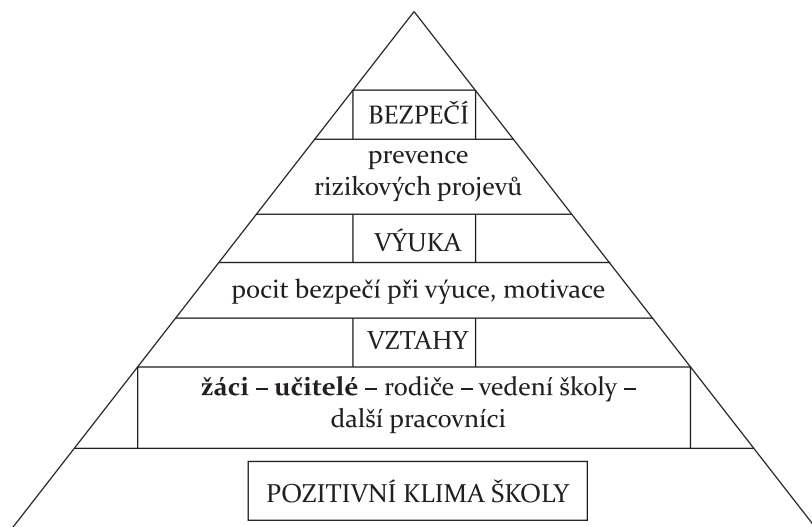 BEZPEČÍ
prevence
rizikových projevů
VÝUKA
pocit bezpečí při výuce, motivace
VZTAHY
žáci – učitelé – rodiče – vedení školy –
další pracovníci
POZITIVNÍ KLIMA ŠKOLY